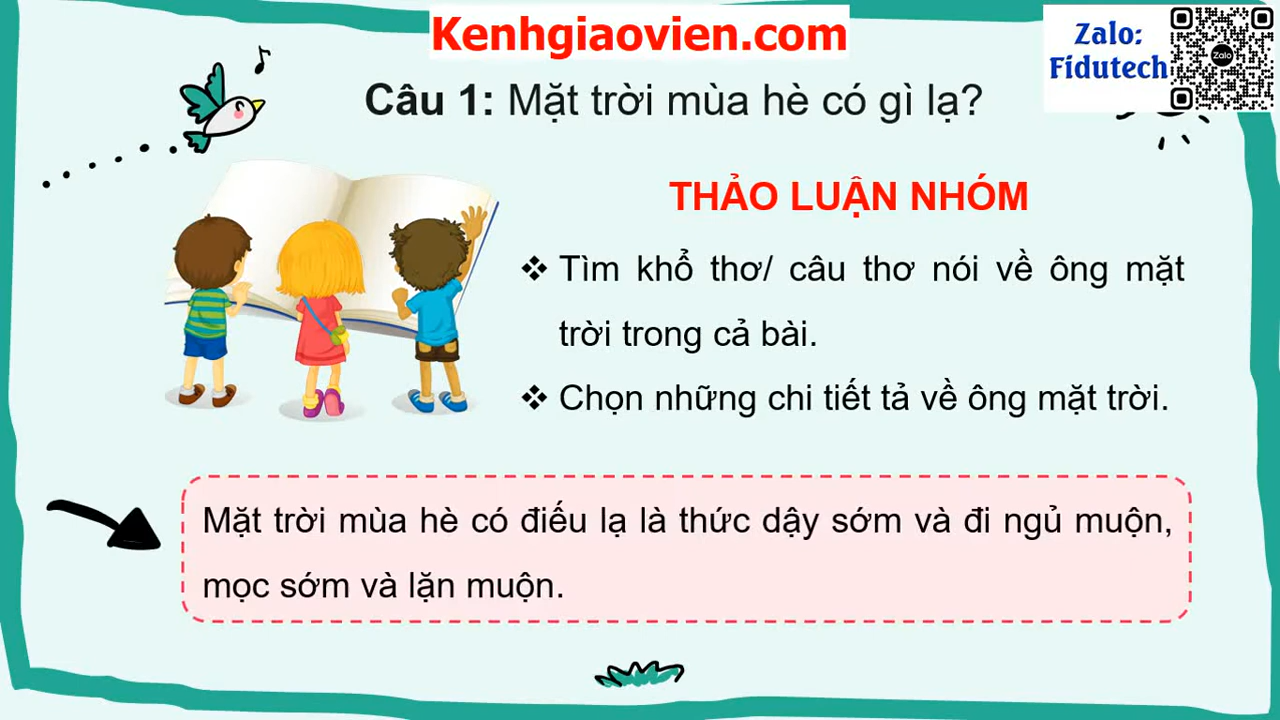 Kenhgiaovien.com
Zalo:
Fidutech
Zalo
Câu 1: Mặt trời mùa hè có gì lạ?
THẢO LUẬN NHÓM
❖ Tìm khổ thơ/ câu thơ nói về ông mặt
trời trong cả bài.
❖ Chọn những chi tiết tả về ông mặt trời.
Mặt trời mùa hè có điếu lạ là thức dậy sớm và đi ngủ muộn,
mọc sớm và lặn muộn.